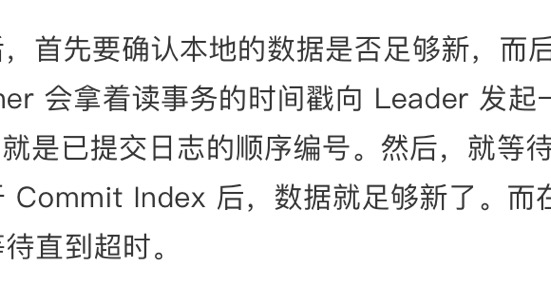 后，首先要确认本地的数据是否足够新，而后
ner 会拿着读事务的时间戳向 Leader 发起一
就是已提交日志的顺序编号。然后，就等待
于 Commit Index 后，数据就足够新了。而在
等待直到超时。